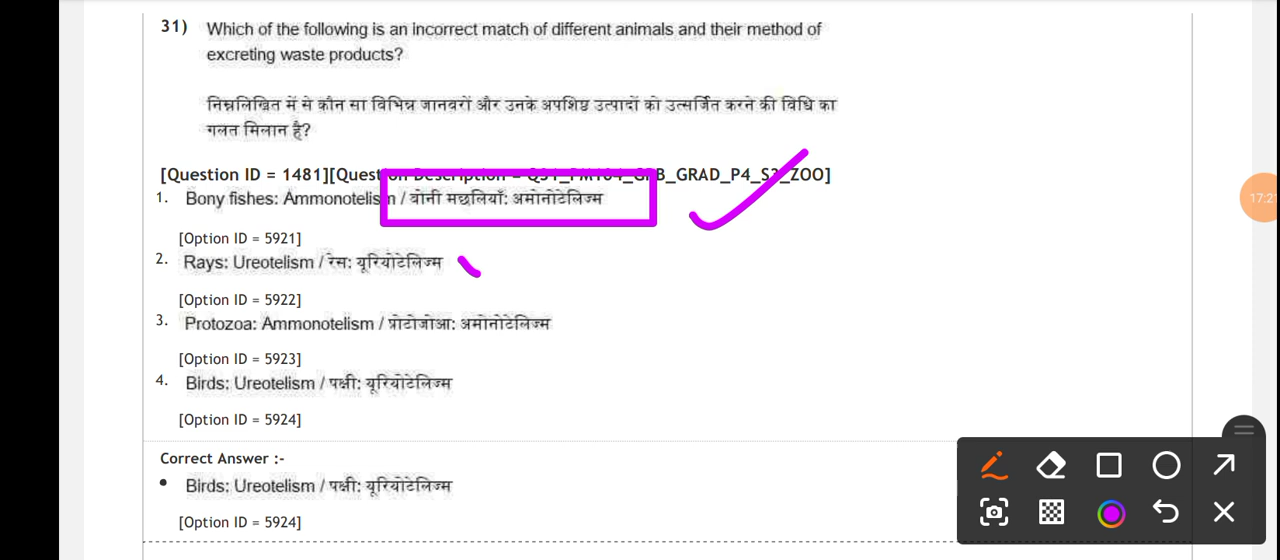 31) Which of the following is an incorrect match of different animals and their method of
excreting waste products?
निम्नलिखित में से कौन सा विभिन्न जानवरों और उनके अपशिष्ट उत्पादों को उत्सर्जित करने की विधि का
गलत मिलान है?
[Question ID = 1481][Question Description = Q31_PM104_GRB_GRAD_P4_S2_ZOO]
1. Bony fishes: Ammonotelism / बोनी मछलियाँ: अमोनोटेलिज्म
[Option ID = 5921]
2. Rays: Ureotelism / रेस: यूरियोटेलिज्म
[Option ID = 5922]
3. Protozoa: Ammonotelism / प्रोटोजोआ: अमोनोटेलिज्म
[Option ID = 5923]
4. Birds: Ureotelism / पक्षी: यूरियोटेलिज्म
[Option ID = 5924]
Correct Answer :-
• Birds: Ureotelism / पक्षी: यूरियोटेलिज्म
[Option ID = 5924]